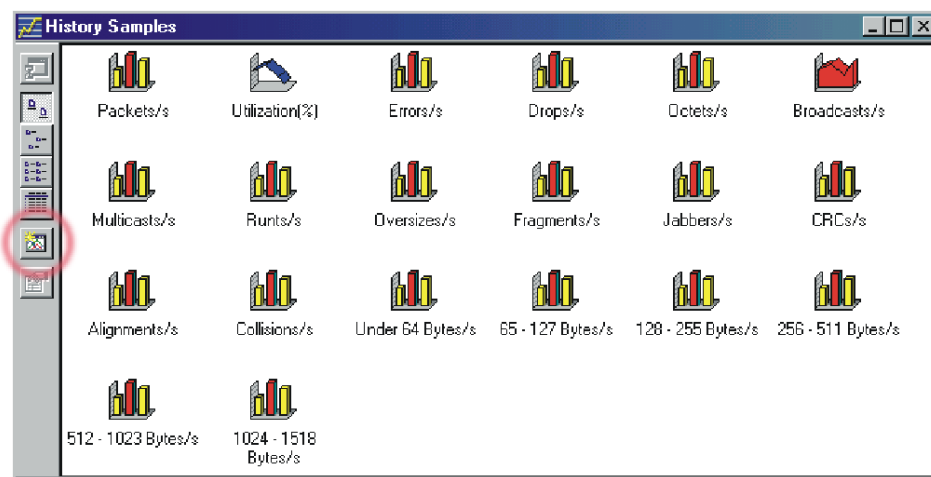 History Samples
Packets/s Utilization(%) Errors/s Drops/s Octets/s Broadcasts/s
Multicasts/s Runts/s Oversizes/s Fragments/s Jabbers/s CRCs/s
Alignments/s Collisions/s Under 64 Bytes/s 65 - 127 Bytes/s 128 - 255 Bytes/s 256 - 511 Bytes/s
512 - 1023 Bytes/s 1024 - 1518
Bytes/s